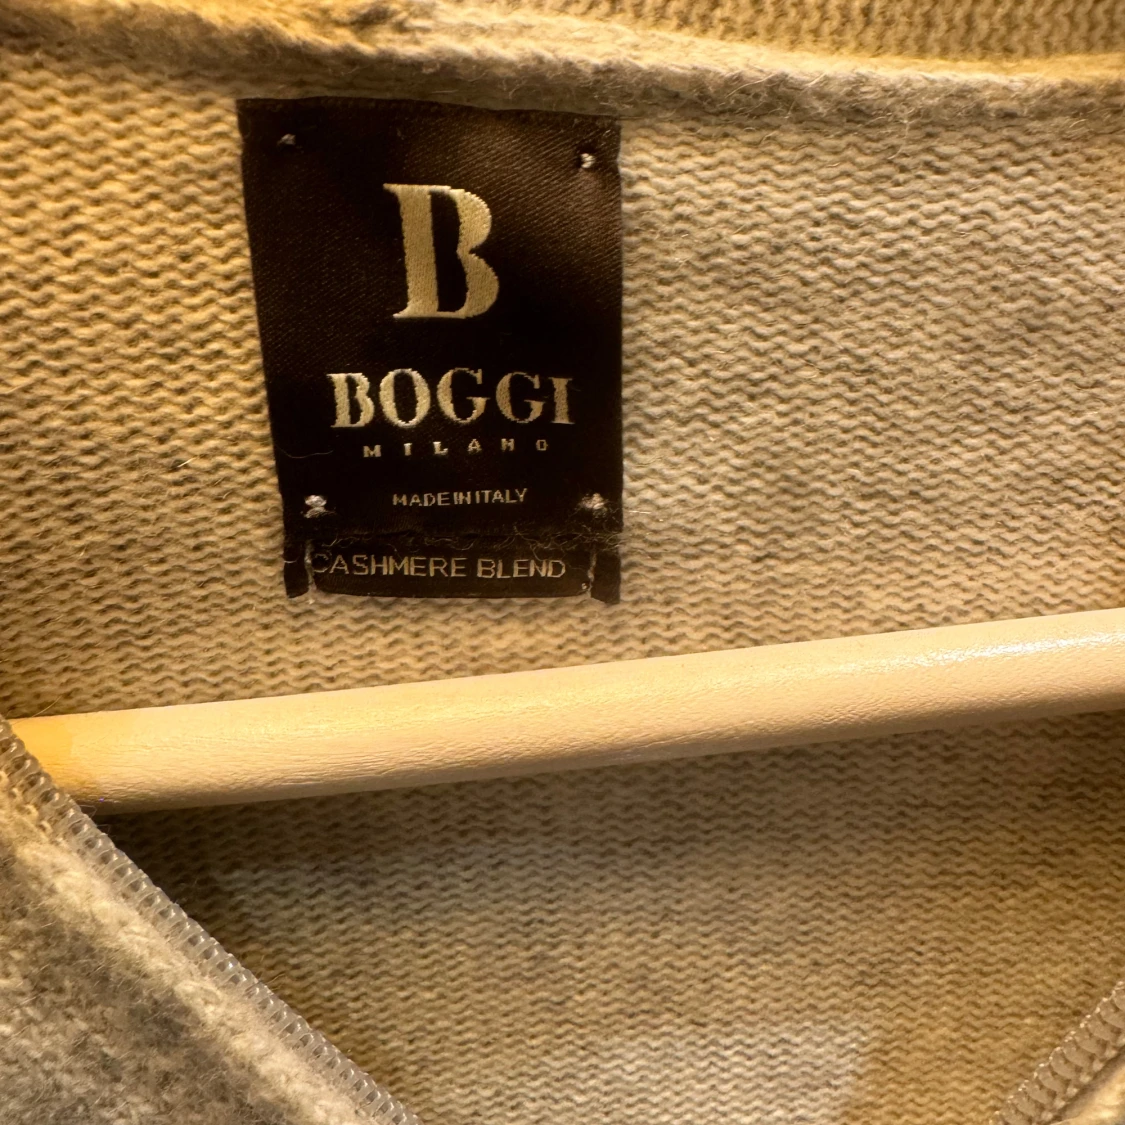 B
BOGGI
MILANO
MADE IN ITALY
CASHMERE BLEND